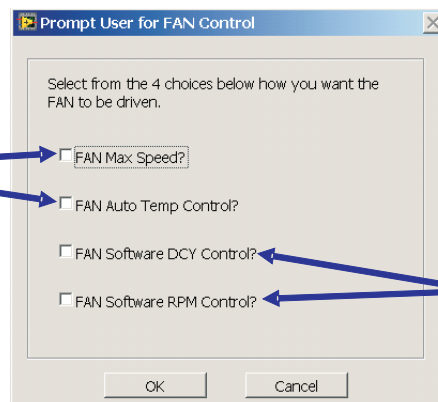 Prompt User for FAN Control
Select from the 4 choices below how you want the
FAN to be driven.
FAN Max Speed?
FAN Auto Temp Control?
FAN Software DCY Control?
FAN Software RPM Control?
OK
Cancel